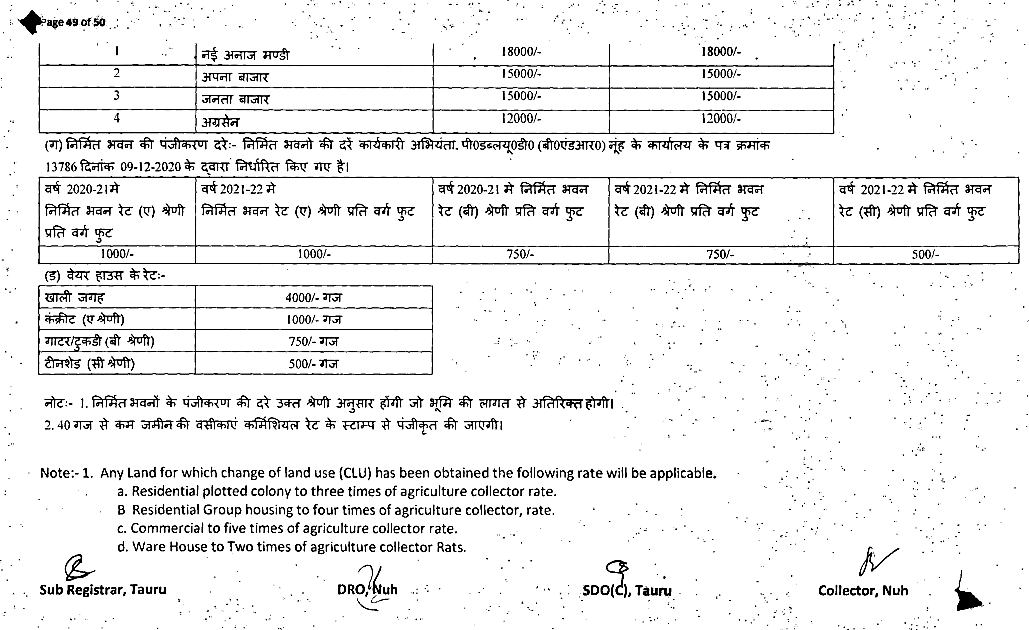 Page 49 of 50
1 नई अनाज मण्डी 18000/- 18000/-
2 अपना बाजार 15000/- 15000/-
3 जनता बाजार 15000/- 15000/-
4 अग्रसेन 12000/- 12000/-
(ग) निर्मित भवन की पंजीकरण दरेः- निर्मित भवनो की दरें कार्यकारी अभियंता. पी0डब्लयू0डी0 (बी0एंडआर0) नूंह के कार्यालय के पत्र क्रमांक
13786 दिनांक 09-12-2020 के द्वारा निर्धारित किए गए है।
वर्ष 2020-21मे निर्मित भवन रेट (ए) श्रेणी प्रति वर्ग फुट
वर्ष 2021-22 मे निर्मित भवन रेट (ए) श्रेणी प्रति वर्ग फुट
वर्ष 2020-21 मे निर्मित भवन रेट (बी) श्रेणी प्रति वर्ग फुट
वर्ष 2021-22 मे निर्मित भवन रेट (बी) श्रेणी प्रति वर्ग फुट
वर्ष 2021-22 मे निर्मित भवन रेट (सी) श्रेणी प्रति वर्ग फुट
1000/- 1000/- 750/- 750/- 500/-
(ड) वेयर हाउस के रेटः-
खाली जगह 4000/- गज
कंक्रीट (ए श्रेणी) 1000/- गज
गाटर/टुकडी (बी श्रेणी) 750/- गज
टीनशेड (सी श्रेणी) 500/- गज
नोटः- 1. निर्मित भवनों के पंजीकरण की दरे उक्त श्रेणी अनुसार होंगी जो भूमि की लागत से अतिरिक्त होगी।
2. 40 गज से कम जमीन की वसीकाएं कर्मिशियल रेट के स्टाम्प से पंजीकृत की जाएगी।
Note:- 1. Any Land for which change of land use (CLU) has been obtained the following rate will be applicable.
a. Residential plotted colony to three times of agriculture collector rate.
B Residential Group housing to four times of agriculture collector, rate.
c. Commercial to five times of agriculture collector rate.
d. Ware House to Two times of agriculture collector Rats.
Sub Registrar, Tauru DRO, Nuh SDO(C), Tauru Collector, Nuh